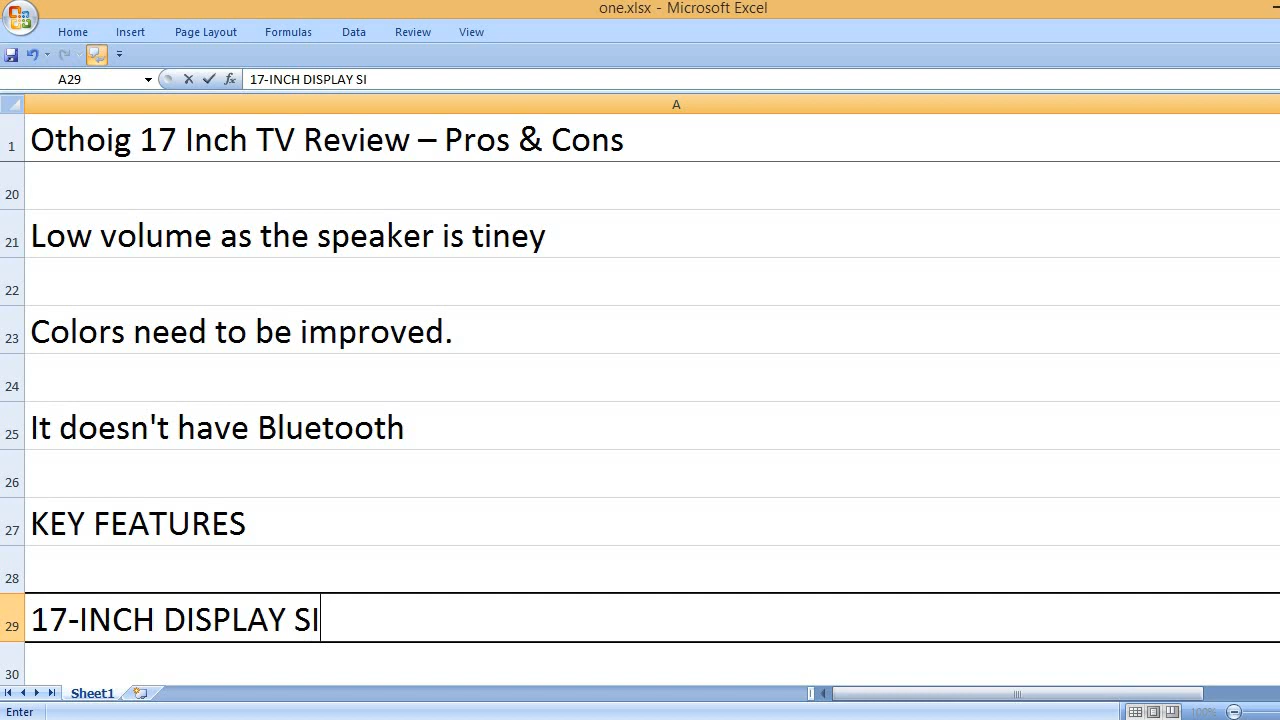 one.xlsx - Microsoft Excel
Home Insert Page Layout Formulas Data Review View
A29 fx 17-INCH DISPLAY SI
A
1 Othoig 17 Inch TV Review – Pros & Cons
20
21 Low volume as the speaker is tiney
22
23 Colors need to be improved.
24
25 It doesn't have Bluetooth
26
27 KEY FEATURES
28
29 17-INCH DISPLAY SI
30
Sheet1
Enter 100%